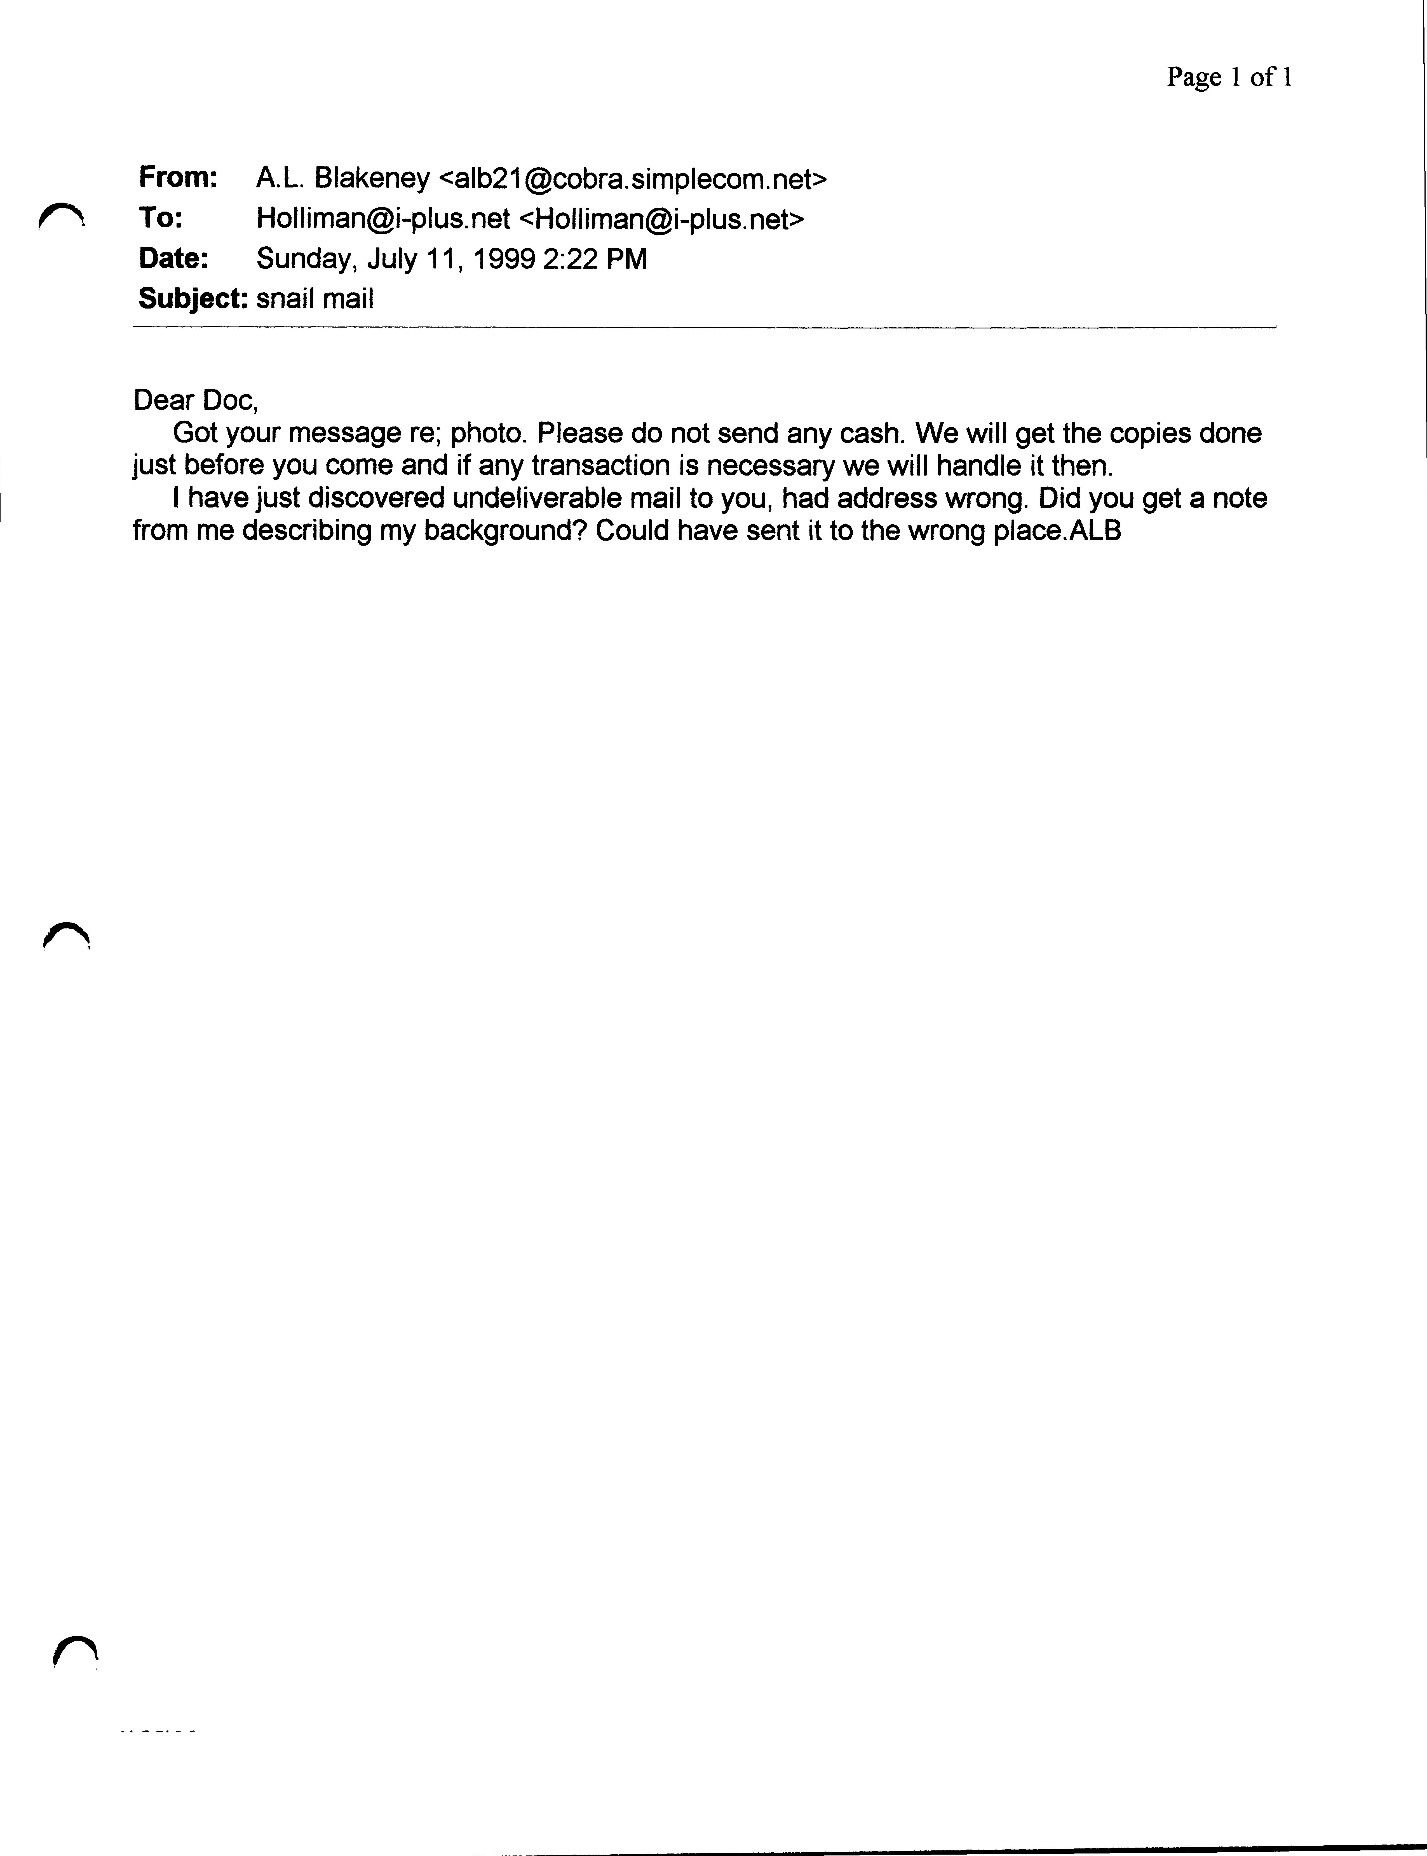 Page 1 of 1
From: A.L. Blakeney <alb21@cobra.simplecom.net>
To: Holliman@i-plus.net <Holliman@i-plus.net>
Date: Sunday, July 11, 1999 2:22 PM
Subject: snail mail
Dear Doc,
Got your message re; photo. Please do not send any cash. We will get the copies done
just before you come and if any transaction is necessary we will handle it then.
I have just discovered undeliverable mail to you, had address wrong. Did you get a note
from me describing my background? Could have sent it to the wrong place.ALB